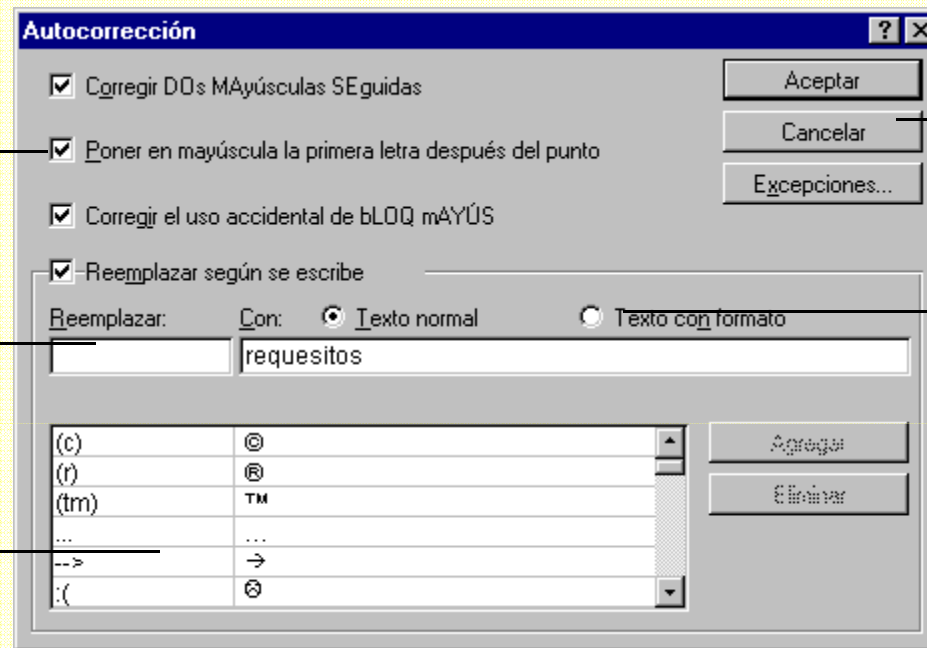 Autocorrección
Corregir DOs MAyúsculas SEguidas
Aceptar
Poner en mayúscula la primera letra después del punto
Cancelar
Excepciones...
Corregir el uso accidental de bLOQ mAYÚS
Reemplazar según se escribe
Reemplazar: Con: Texto normal Texto con formato
requesitos
(c) ©
(r) ®
(tm) ™
... …
--> →
:( ☹
Agregar
Eliminar